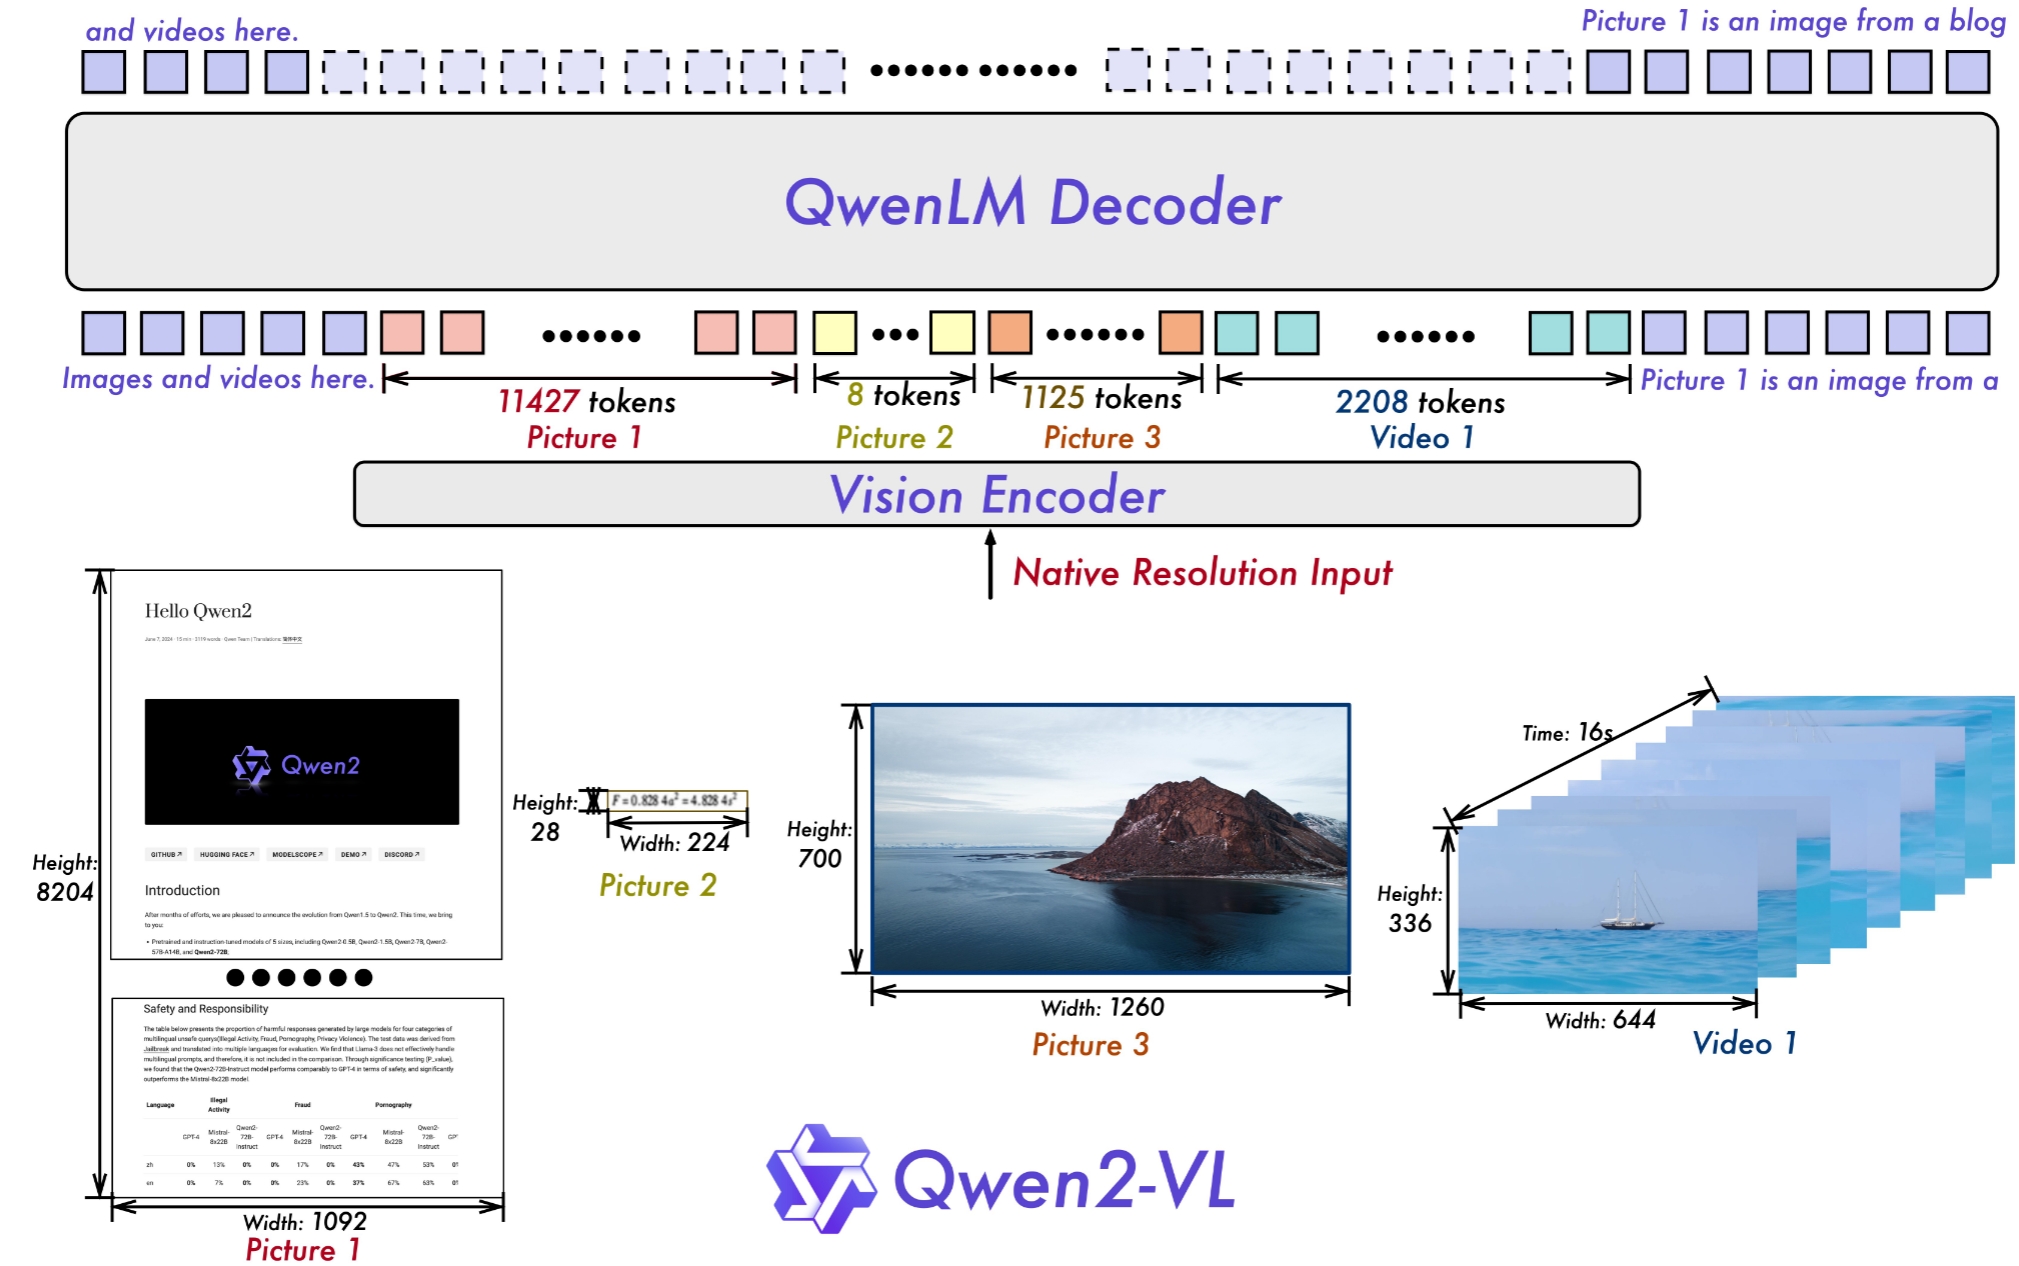 and videos here.
Picture 1 is an image from a blog
QwenLM Decoder
Images and videos here.
11427 tokens
Picture 1
8 tokens
Picture 2
1125 tokens
Picture 3
2208 tokens
Video 1
Picture 1 is an image from a
Vision Encoder
Native Resolution Input
Height:
8204
Hello Qwen2
June 7, 2024 · 15 min · 3119 words · Qwen Team | Translations: 简体中文
Qwen2
GITHUB ↗ HUGGING FACE ↗ MODELSCOPE ↗ DEMO ↗ DISCORD ↗
Introduction
After months of efforts, we are pleased to announce the evolution from Qwen1.5 to Qwen2. This time, we bring
to you:
• Pretrained and instruction-tuned models of 5 sizes, including Qwen2-0.5B, Qwen2-1.5B, Qwen2-7B, Qwen2-
57B-A14B, and Qwen2-72B;
Safety and Responsibility
The table below presents the proportion of harmful responses generated by large models for four categories of
multilingual unsafe querys(Illegal Activity, Fraud, Pornography, Privacy Violence). The test data was derived from
Jailbreak and translated into multiple languages for evaluation. We find that Llama-3 does not effectively handle
multilingual prompts, and therefore, it is not included in the comparison. Through significance testing (P_value),
we found that the Qwen2-72B-Instruct model performs comparably to GPT-4 in terms of safety, and significantly
outperforms the Mistral-8x22B model.
Language Illegal Activity Fraud Pornography
GPT-4 Mistral-8x22B Qwen2-72B-Instruct GPT-4 Mistral-8x22B Qwen2-72B-Instruct GPT-4 Mistral-8x22B Qwen2-72B-Instruct
zh 0% 13% 0% 0% 17% 0% 43% 47% 53%
en 0% 7% 0% 0% 23% 0% 37% 67% 63%
Width: 1092
Picture 1
Height:
28
F = 0.828 4a² = 4.828 4s²
Width: 224
Picture 2
Height:
700
Width: 1260
Picture 3
Time: 16s
Height:
336
Width: 644
Video 1
Qwen2-VL